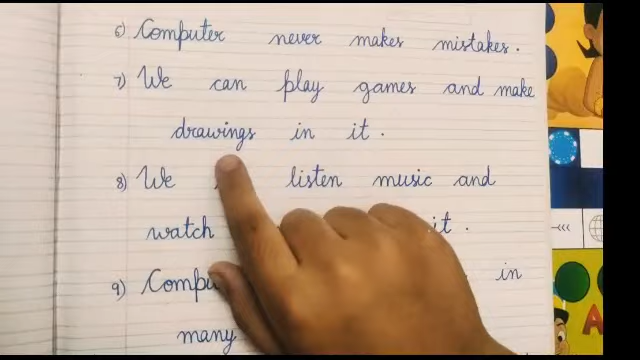 6) Computer never makes mistakes.
7) We can play games and make
drawings in it.
8) We listen music and
watch it.
9) in
many
A